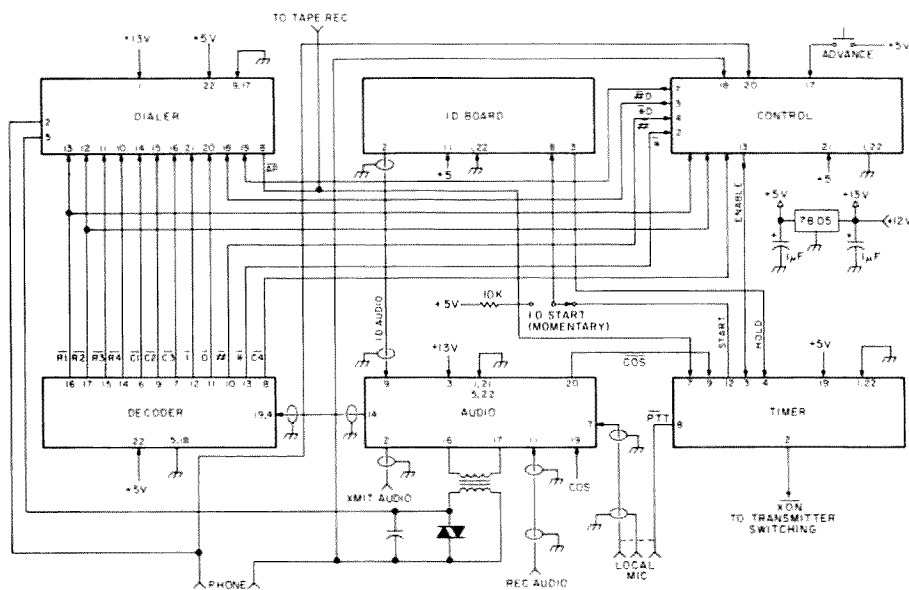 TO TAPE REC
+13V
+5V
9,17
1
22
DIALER
2
5
13 12 11 10 14 15 16 21 20 18 19 8
ID BOARD
2
11
1,22
8
3
+5
18 20
17
ADVANCE
+5V
CONTROL
7
3
4
2
#D
*D
#
*
13
21
1,22
+5
ENABLE
+5V
+13V
7805
+12V
1µF
1µF
+5V
10K
ID START
(MOMENTARY)
ID AUDIO
START
HOLD
R1 R2 R3 R4 C1 C2 C3 1 0 # * C4
16 17 15 14 6 9 7 12 11 10 13 8
DECODER
19,4
22
5,18
+5V
+13V
9
3
1,21
5,22
20
AUDIO
14
7
2
16
17
11
19
XMIT AUDIO
COS
COS
REC AUDIO
PHONE
LOCAL
MIC
PTT
8
7 9 12 3 4
19
1,22
+5V
TIMER
2
XON
TO TRANSMITTER
SWITCHING